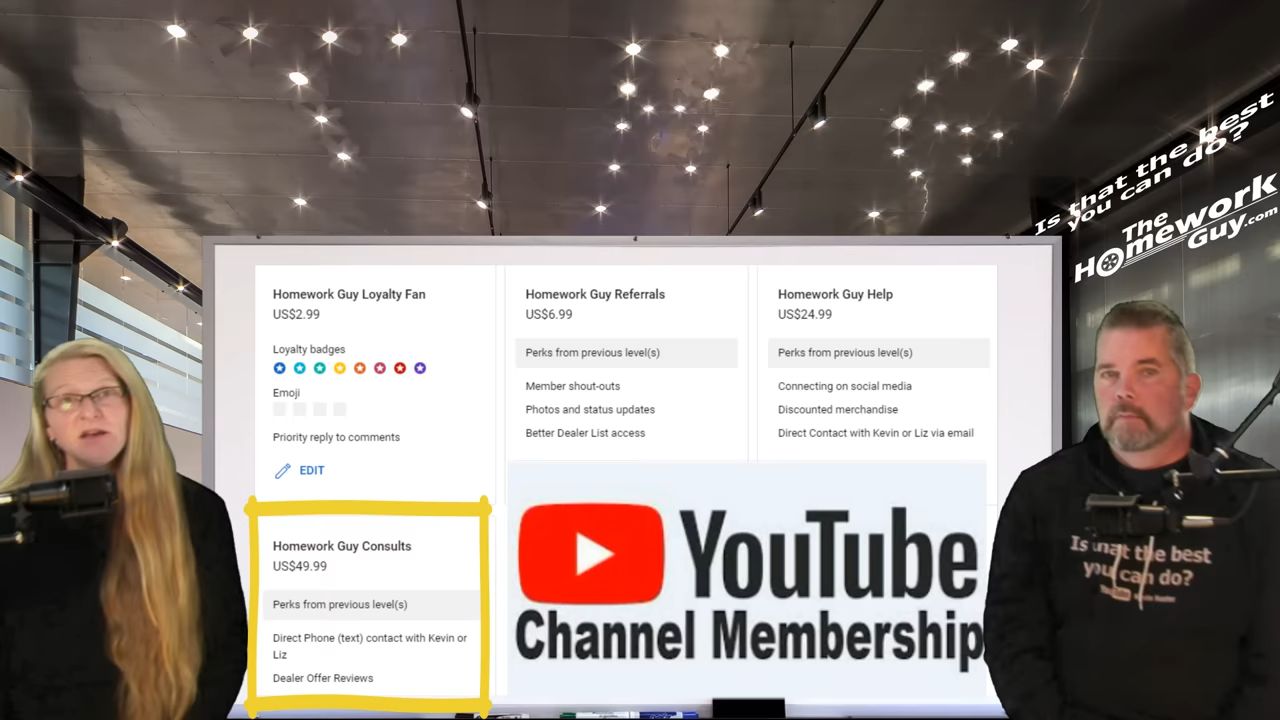 Is that the best
you can do?
The
Homework
Guy.com
Homework Guy Loyalty Fan
US$2.99
Loyalty badges
Emoji
Priority reply to comments
EDIT
Homework Guy Referrals
US$6.99
Perks from previous level(s)
Member shout-outs
Photos and status updates
Better Dealer List access
Homework Guy Help
US$24.99
Perks from previous level(s)
Connecting on social media
Discounted merchandise
Direct Contact with Kevin or Liz via email
Homework Guy Consults
US$49.99
Perks from previous level(s)
Direct Phone (text) contact with Kevin or
Liz
Dealer Offer Reviews
YouTube
Channel Membership
Is that the best
you can do?